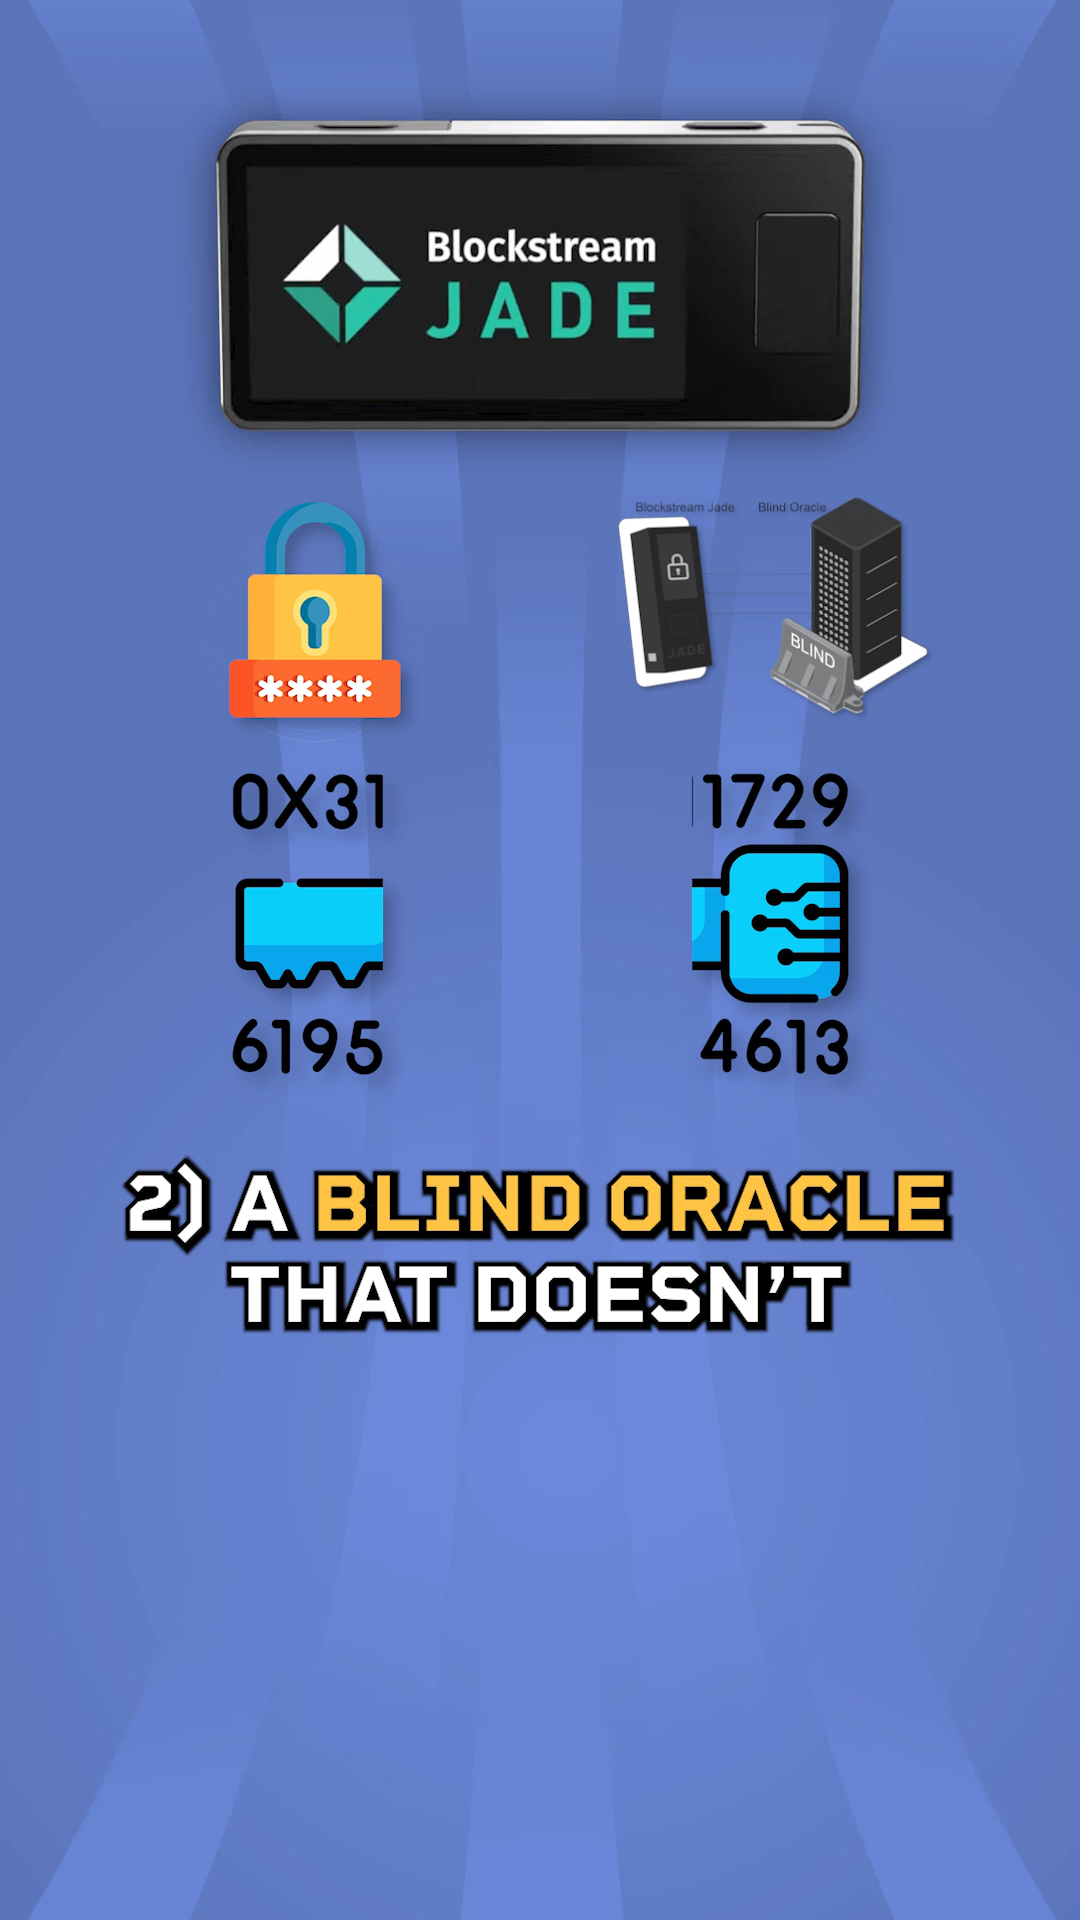 Blockstream
JADE
Blockstream Jade Blind Oracle
JADE
BLIND
****
0X31 1729
6195 4613
2) A BLIND ORACLE
THAT DOESN'T